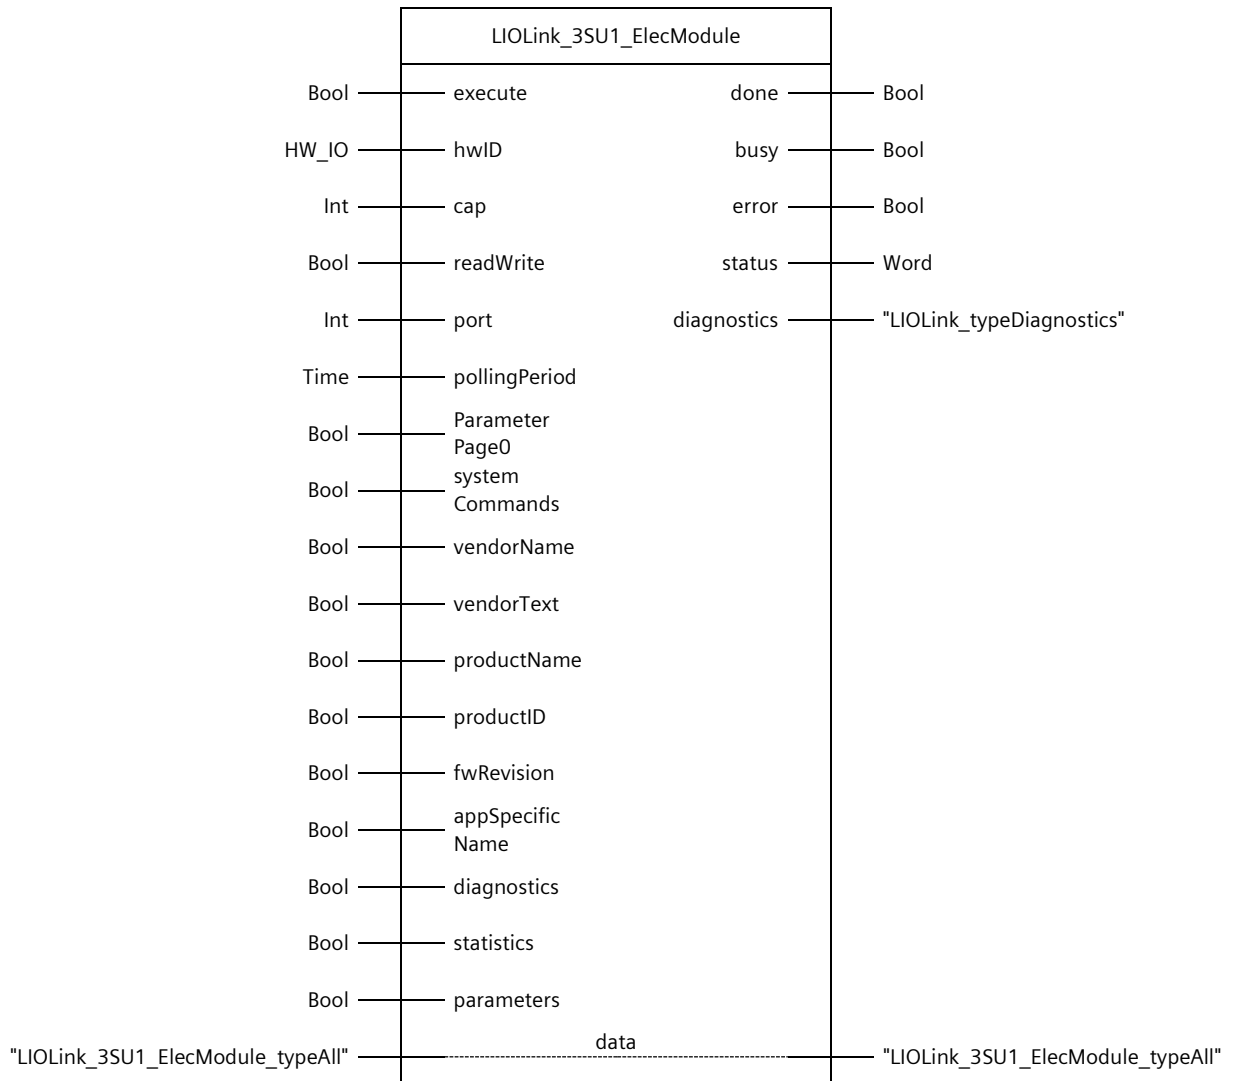 LIOLink_3SU1_ElecModule
Bool execute done Bool
HW_IO hwID busy Bool
Int cap error Bool
Bool readWrite status Word
Int port diagnostics "LIOLink_typeDiagnostics"
Time pollingPeriod
Bool Parameter
Page0
Bool system
Commands
Bool vendorName
Bool vendorText
Bool productName
Bool productID
Bool fwRevision
Bool appSpecific
Name
Bool diagnostics
Bool statistics
Bool parameters
"LIOLink_3SU1_ElecModule_typeAll" data "LIOLink_3SU1_ElecModule_typeAll"